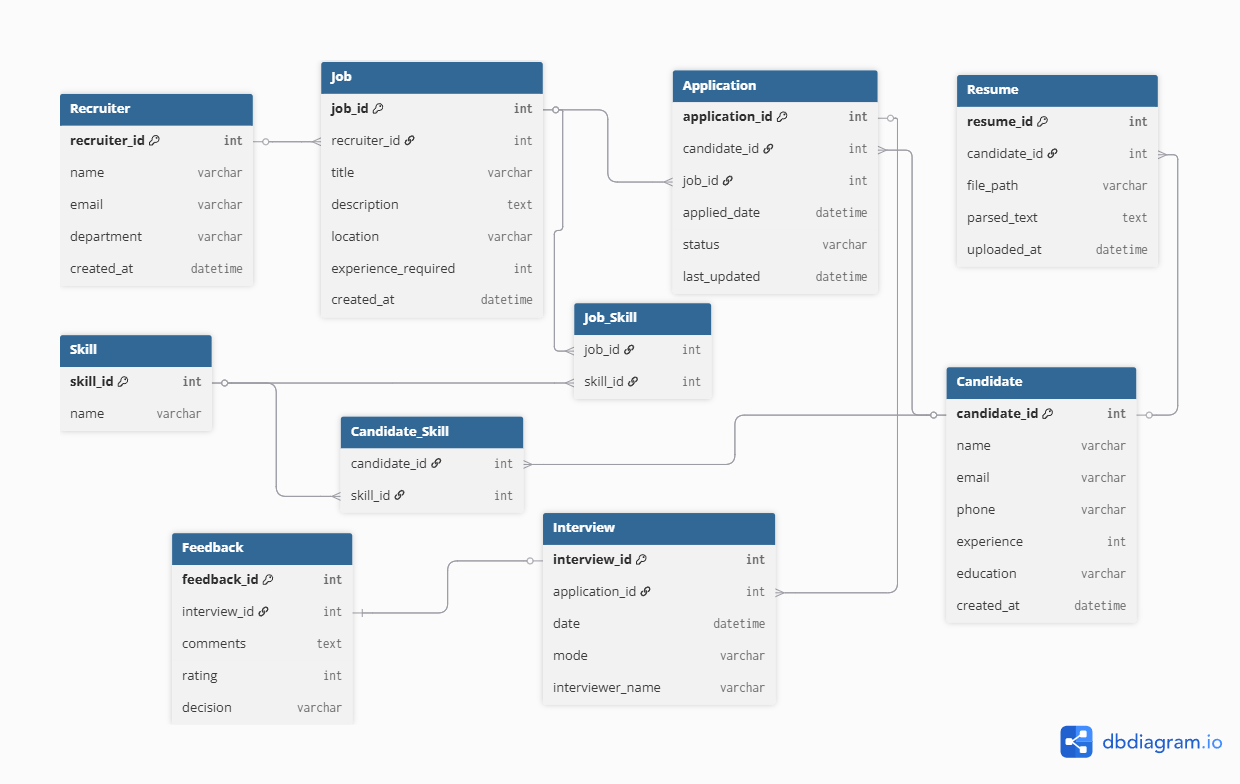 Recruiter
recruiter_id int
name varchar
email varchar
department varchar
created_at datetime
Job
job_id int
recruiter_id int
title varchar
description text
location varchar
experience_required int
created_at datetime
Application
application_id int
candidate_id int
job_id int
applied_date datetime
status varchar
last_updated datetime
Resume
resume_id int
candidate_id int
file_path varchar
parsed_text text
uploaded_at datetime
Skill
skill_id int
name varchar
Job_Skill
job_id int
skill_id int
Candidate_Skill
candidate_id int
skill_id int
Candidate
candidate_id int
name varchar
email varchar
phone varchar
experience int
education varchar
created_at datetime
Feedback
feedback_id int
interview_id int
comments text
rating int
decision varchar
Interview
interview_id int
application_id int
date datetime
mode varchar
interviewer_name varchar
dbdiagram.io